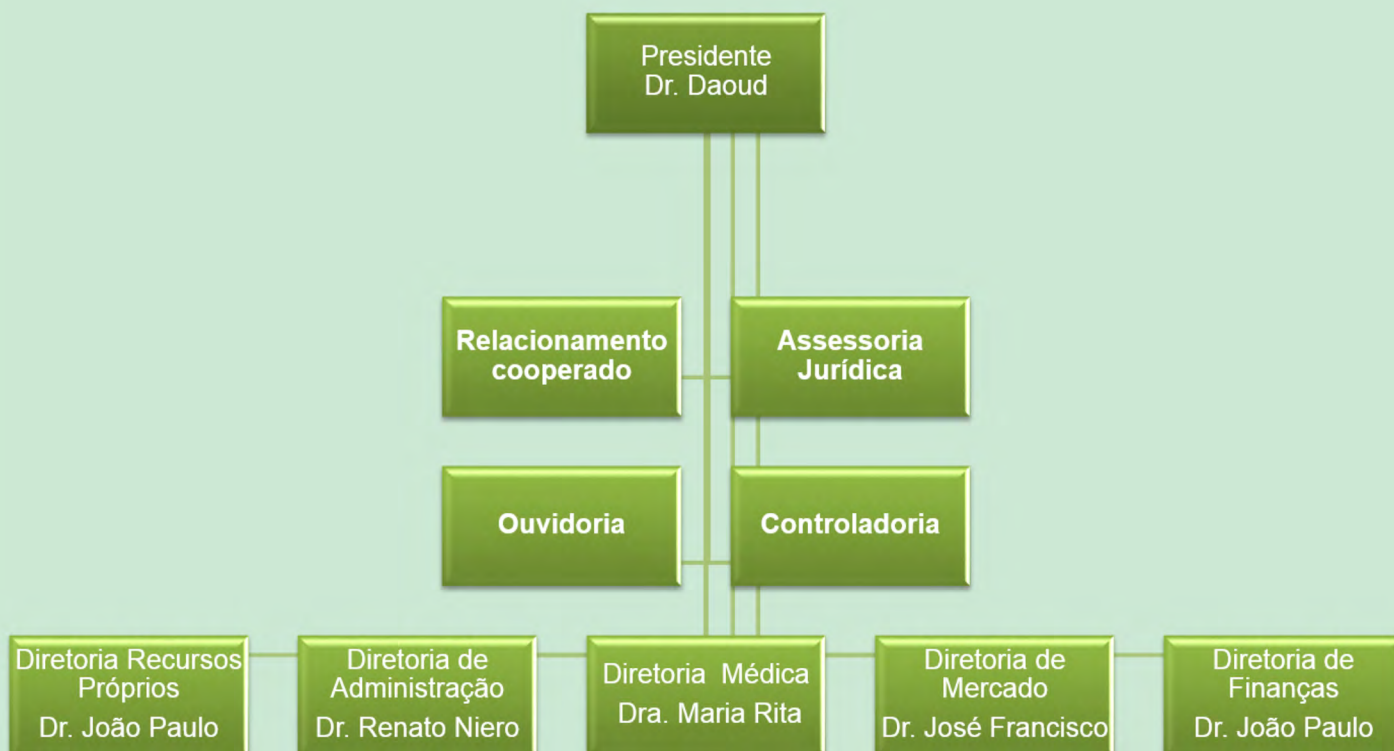 Presidente
Dr. Daoud
Relacionamento
cooperado
Assessoria
Jurídica
Ouvidoria
Controladoria
Diretoria Recursos
Próprios
Dr. João Paulo
Diretoria de
Administração
Dr. Renato Niero
Diretoria Médica
Dra. Maria Rita
Diretoria de
Mercado
Dr. José Francisco
Diretoria de
Finanças
Dr. João Paulo